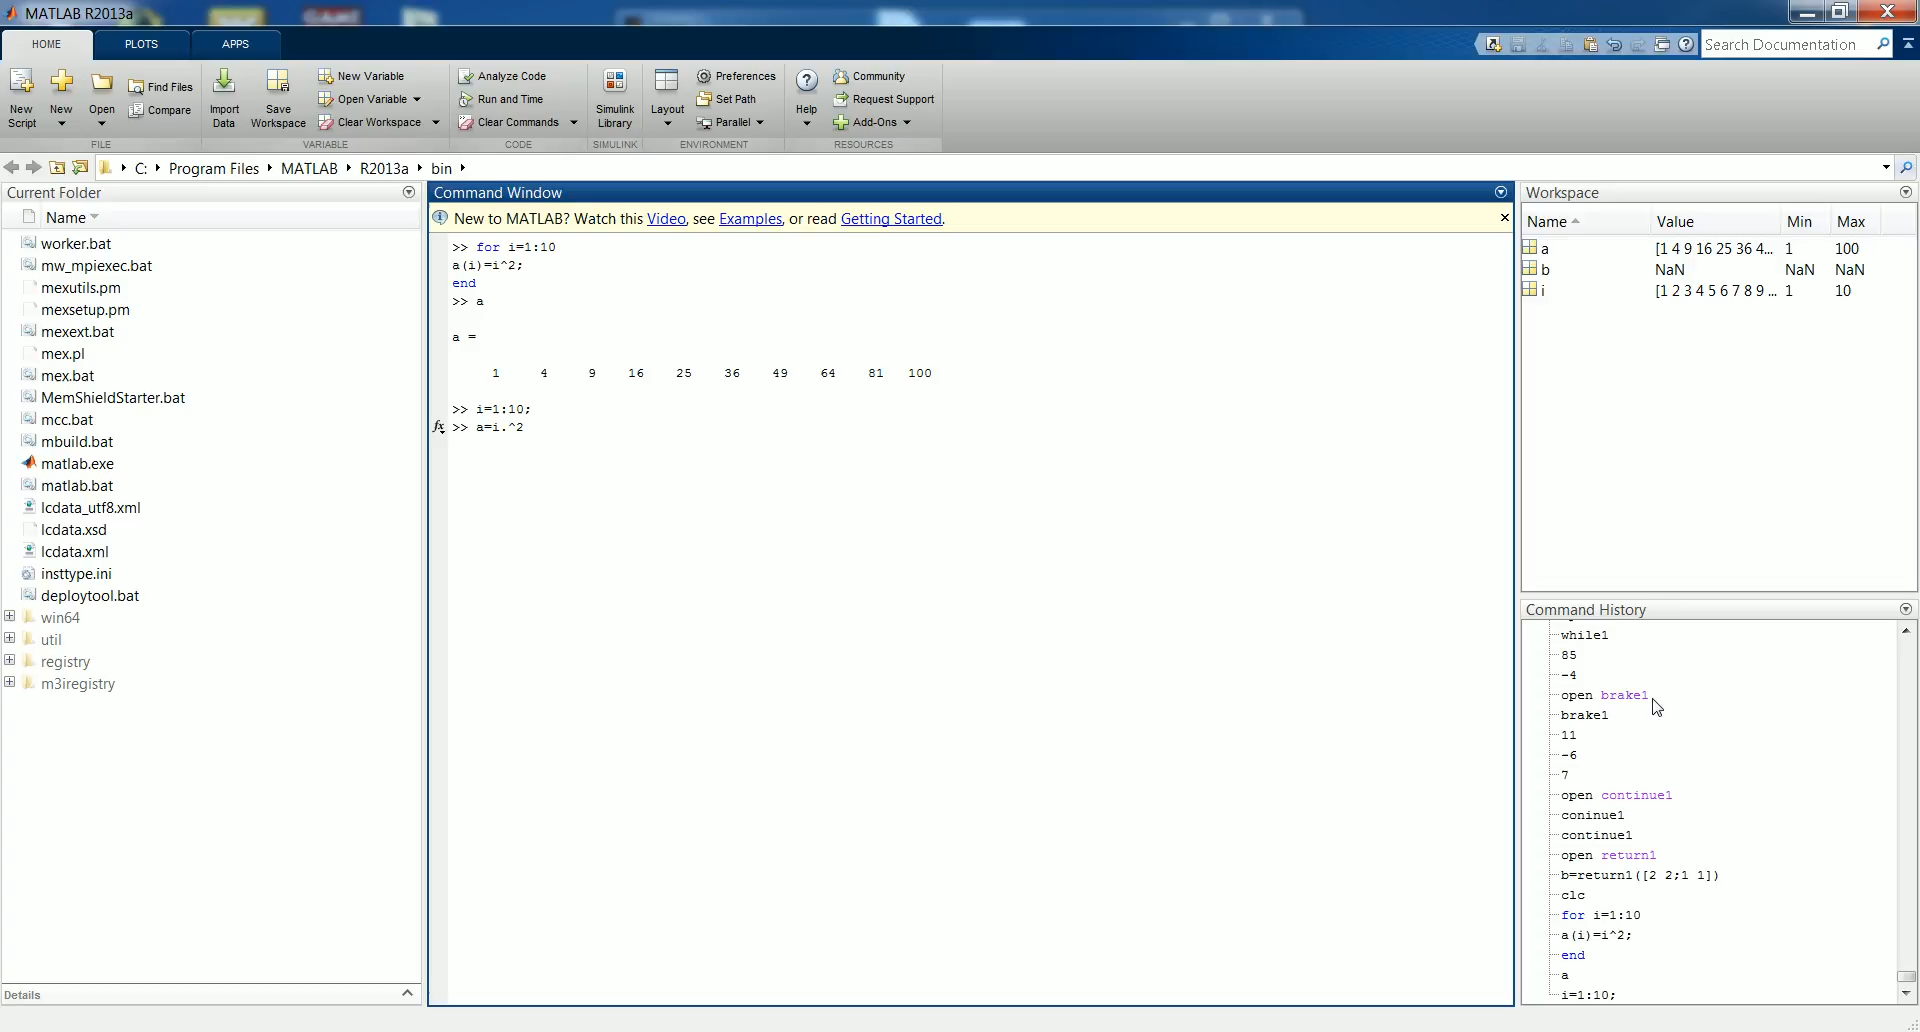 MATLAB R2013a
HOME PLOTS APPS
Search Documentation
New Script
New
Open
Find Files
Compare
FILE
Import Data
Save Workspace
New Variable
Open Variable
Clear Workspace
VARIABLE
Analyze Code
Run and Time
Clear Commands
CODE
Simulink Library
SIMULINK
Layout
Preferences
Set Path
Parallel
ENVIRONMENT
Help
Community
Request Support
Add-Ons
RESOURCES
C: Program Files MATLAB R2013a bin
Current Folder
Name
worker.bat
mw_mpiexec.bat
mexutils.pm
mexsetup.pm
mexext.bat
mex.pl
mex.bat
MemShieldStarter.bat
mcc.bat
mbuild.bat
matlab.exe
matlab.bat
lcdata_utf8.xml
lcdata.xsd
lcdata.xml
insttype.ini
deploytool.bat
win64
util
registry
m3iregistry
Details
Command Window
New to MATLAB? Watch this Video, see Examples, or read Getting Started.
>> for i=1:10
a(i)=i^2;
end
>> a
a =
1 4 9 16 25 36 49 64 81 100
>> i=1:10;
fx >> a=i.^2
Workspace
Name Value Min Max
a [1 4 9 16 25 36 4... 1 100
b NaN NaN NaN
i [1 2 3 4 5 6 7 8 9 ... 1 10
Command History
while1
85
-4
open brake1
brake1
11
-6
7
open continue1
coninue1
continue1
open return1
b=return1([2 2;1 1])
clc
for i=1:10
a(i)=i^2;
end
a
i=1:10;